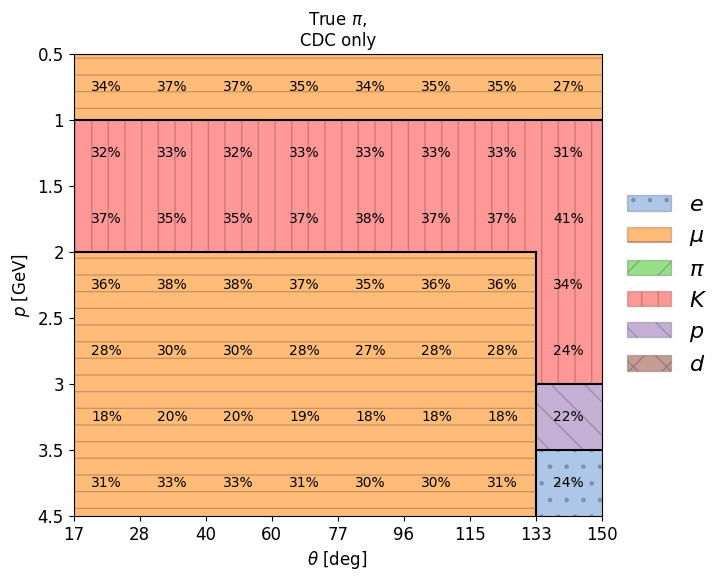 True π,
CDC only
0.5
34% 37% 37% 35% 34% 35% 35% 27%
1
32% 33% 32% 33% 33% 33% 33% 31%
1.5
37% 35% 35% 37% 38% 37% 37% 41%
2
36% 38% 38% 37% 35% 36% 36% 34%
2.5
28% 30% 30% 28% 27% 28% 28% 24%
3
18% 20% 20% 19% 18% 18% 18% 22%
3.5
31% 33% 33% 31% 30% 30% 31% 24%
4.5
p [GeV]
17 28 40 60 77 96 115 133 150
θ [deg]
e
μ
π
K
p
d